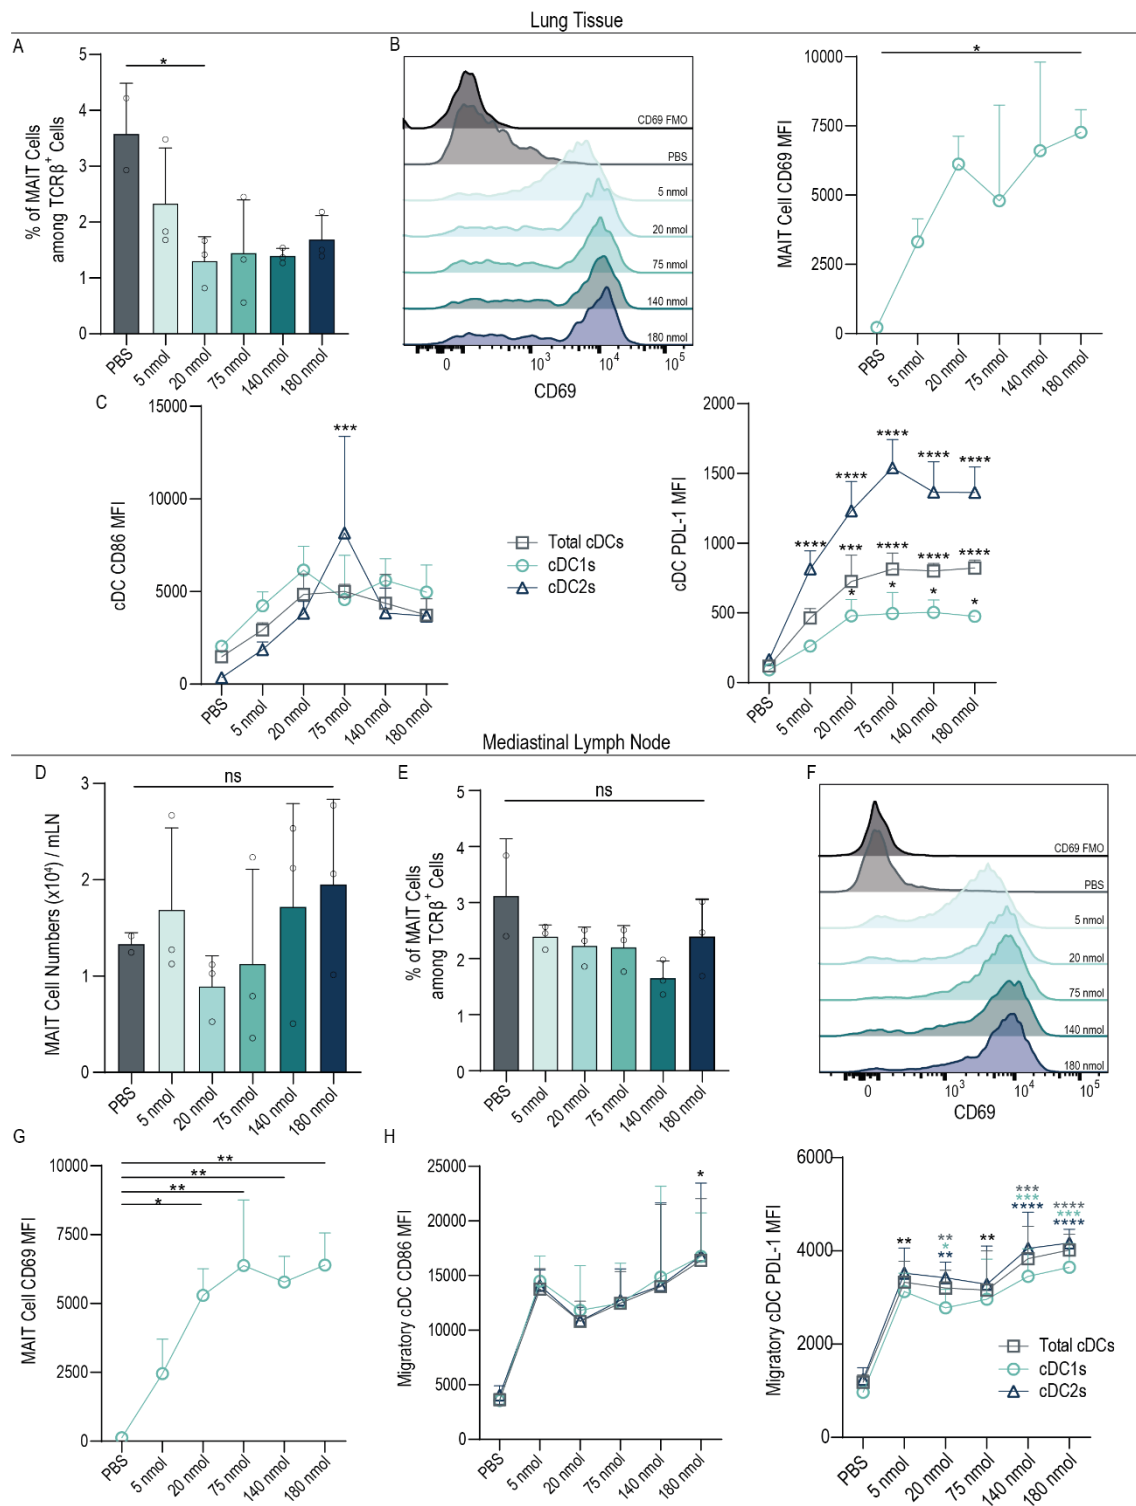 Lung Tissue
A
% of MAIT Cells
among TCRβ⁺ Cells
5
4
3
2
1
0
*
PBS
5 nmol
20 nmol
75 nmol
140 nmol
180 nmol
B
CD69 FMO
PBS
5 nmol
20 nmol
75 nmol
140 nmol
180 nmol
0
10³
10⁴
10⁵
CD69
MAIT Cell CD69 MFI
10000
7500
5000
2500
0
*
PBS
5 nmol
20 nmol
75 nmol
140 nmol
180 nmol
C
cDC CD86 MFI
15000
10000
5000
0
***
PBS
5 nmol
20 nmol
75 nmol
140 nmol
180 nmol
Total cDCs
cDC1s
cDC2s
cDC PDL-1 MFI
2000
1500
1000
500
0
**** **** **** **** ****
*** **** **** ****
* * * *
PBS
5 nmol
20 nmol
75 nmol
140 nmol
180 nmol
Mediastinal Lymph Node
D
MAIT Cell Numbers (x10⁴) / mLN
3
2
1
0
ns
PBS
5 nmol
20 nmol
75 nmol
140 nmol
180 nmol
E
% of MAIT Cells
among TCRβ⁺ Cells
5
4
3
2
1
0
ns
PBS
5 nmol
20 nmol
75 nmol
140 nmol
180 nmol
F
CD69 FMO
PBS
5 nmol
20 nmol
75 nmol
140 nmol
180 nmol
0
10³
10⁴
10⁵
CD69
G
MAIT Cell CD69 MFI
10000
7500
5000
2500
0
**
**
**
*
PBS
5 nmol
20 nmol
75 nmol
140 nmol
180 nmol
H
Migratory cDC CD86 MFI
25000
20000
15000
10000
5000
0
*
PBS
5 nmol
20 nmol
75 nmol
140 nmol
180 nmol
Migratory cDC PDL-1 MFI
6000
4000
2000
0
**
**
*
**
**
***
***
****
****
***
****
Total cDCs
cDC1s
cDC2s
PBS
5 nmol
20 nmol
75 nmol
140 nmol
180 nmol